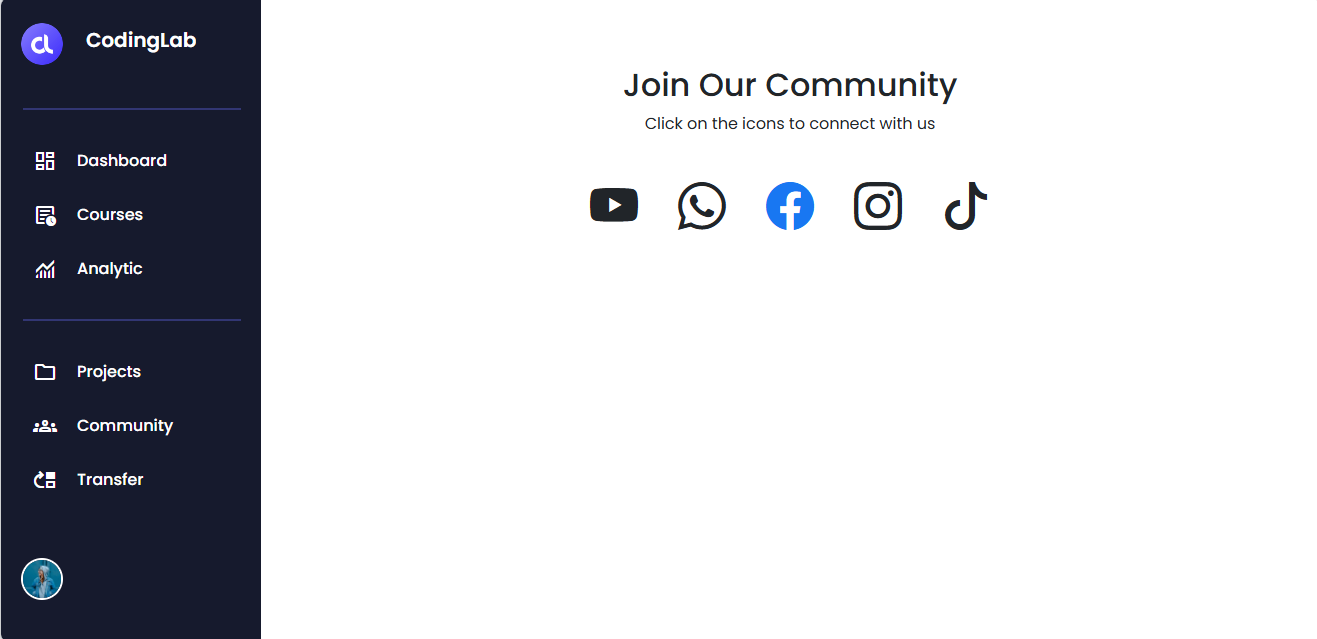 CodingLab
Dashboard
Courses
Analytic
Projects
Community
Transfer
Join Our Community
Click on the icons to connect with us